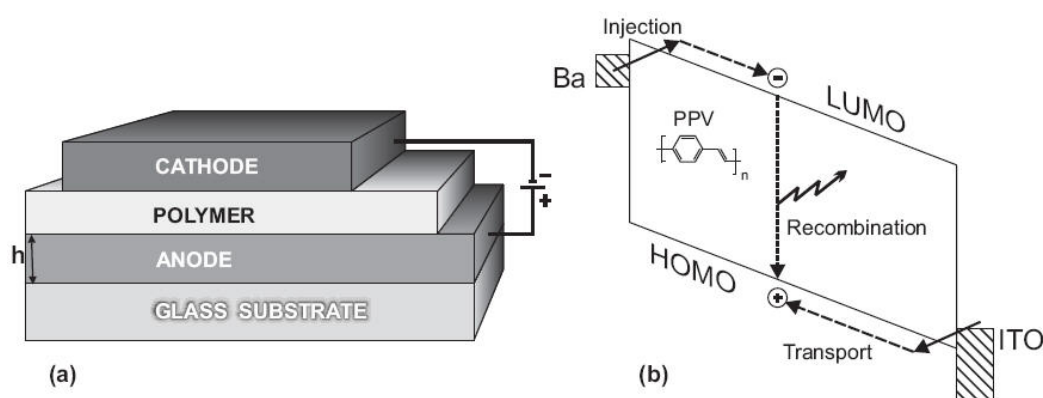 CATHODE
−
+
POLYMER
h
ANODE
GLASS SUBSTRATE
(a)
Injection
Ba
−
LUMO
PPV
n
Recombination
HOMO
+
Transport
ITO
(b)